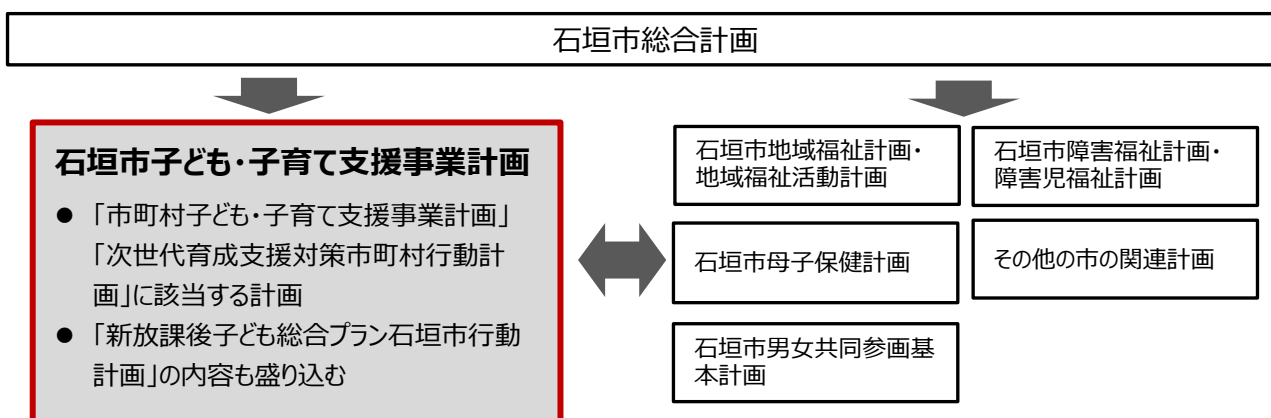 石垣市総合計画
石垣市子ども・子育て支援事業計画
● 「市町村子ども・子育て支援事業計画」
「次世代育成支援対策市町村行動計
画」に該当する計画
● 「新放課後子ども総合プラン石垣市行動
計画」の内容も盛り込む
石垣市地域福祉計画・
地域福祉活動計画
石垣市障害福祉計画・
障害児福祉計画
石垣市母子保健計画
その他の市の関連計画
石垣市男女共同参画基
本計画